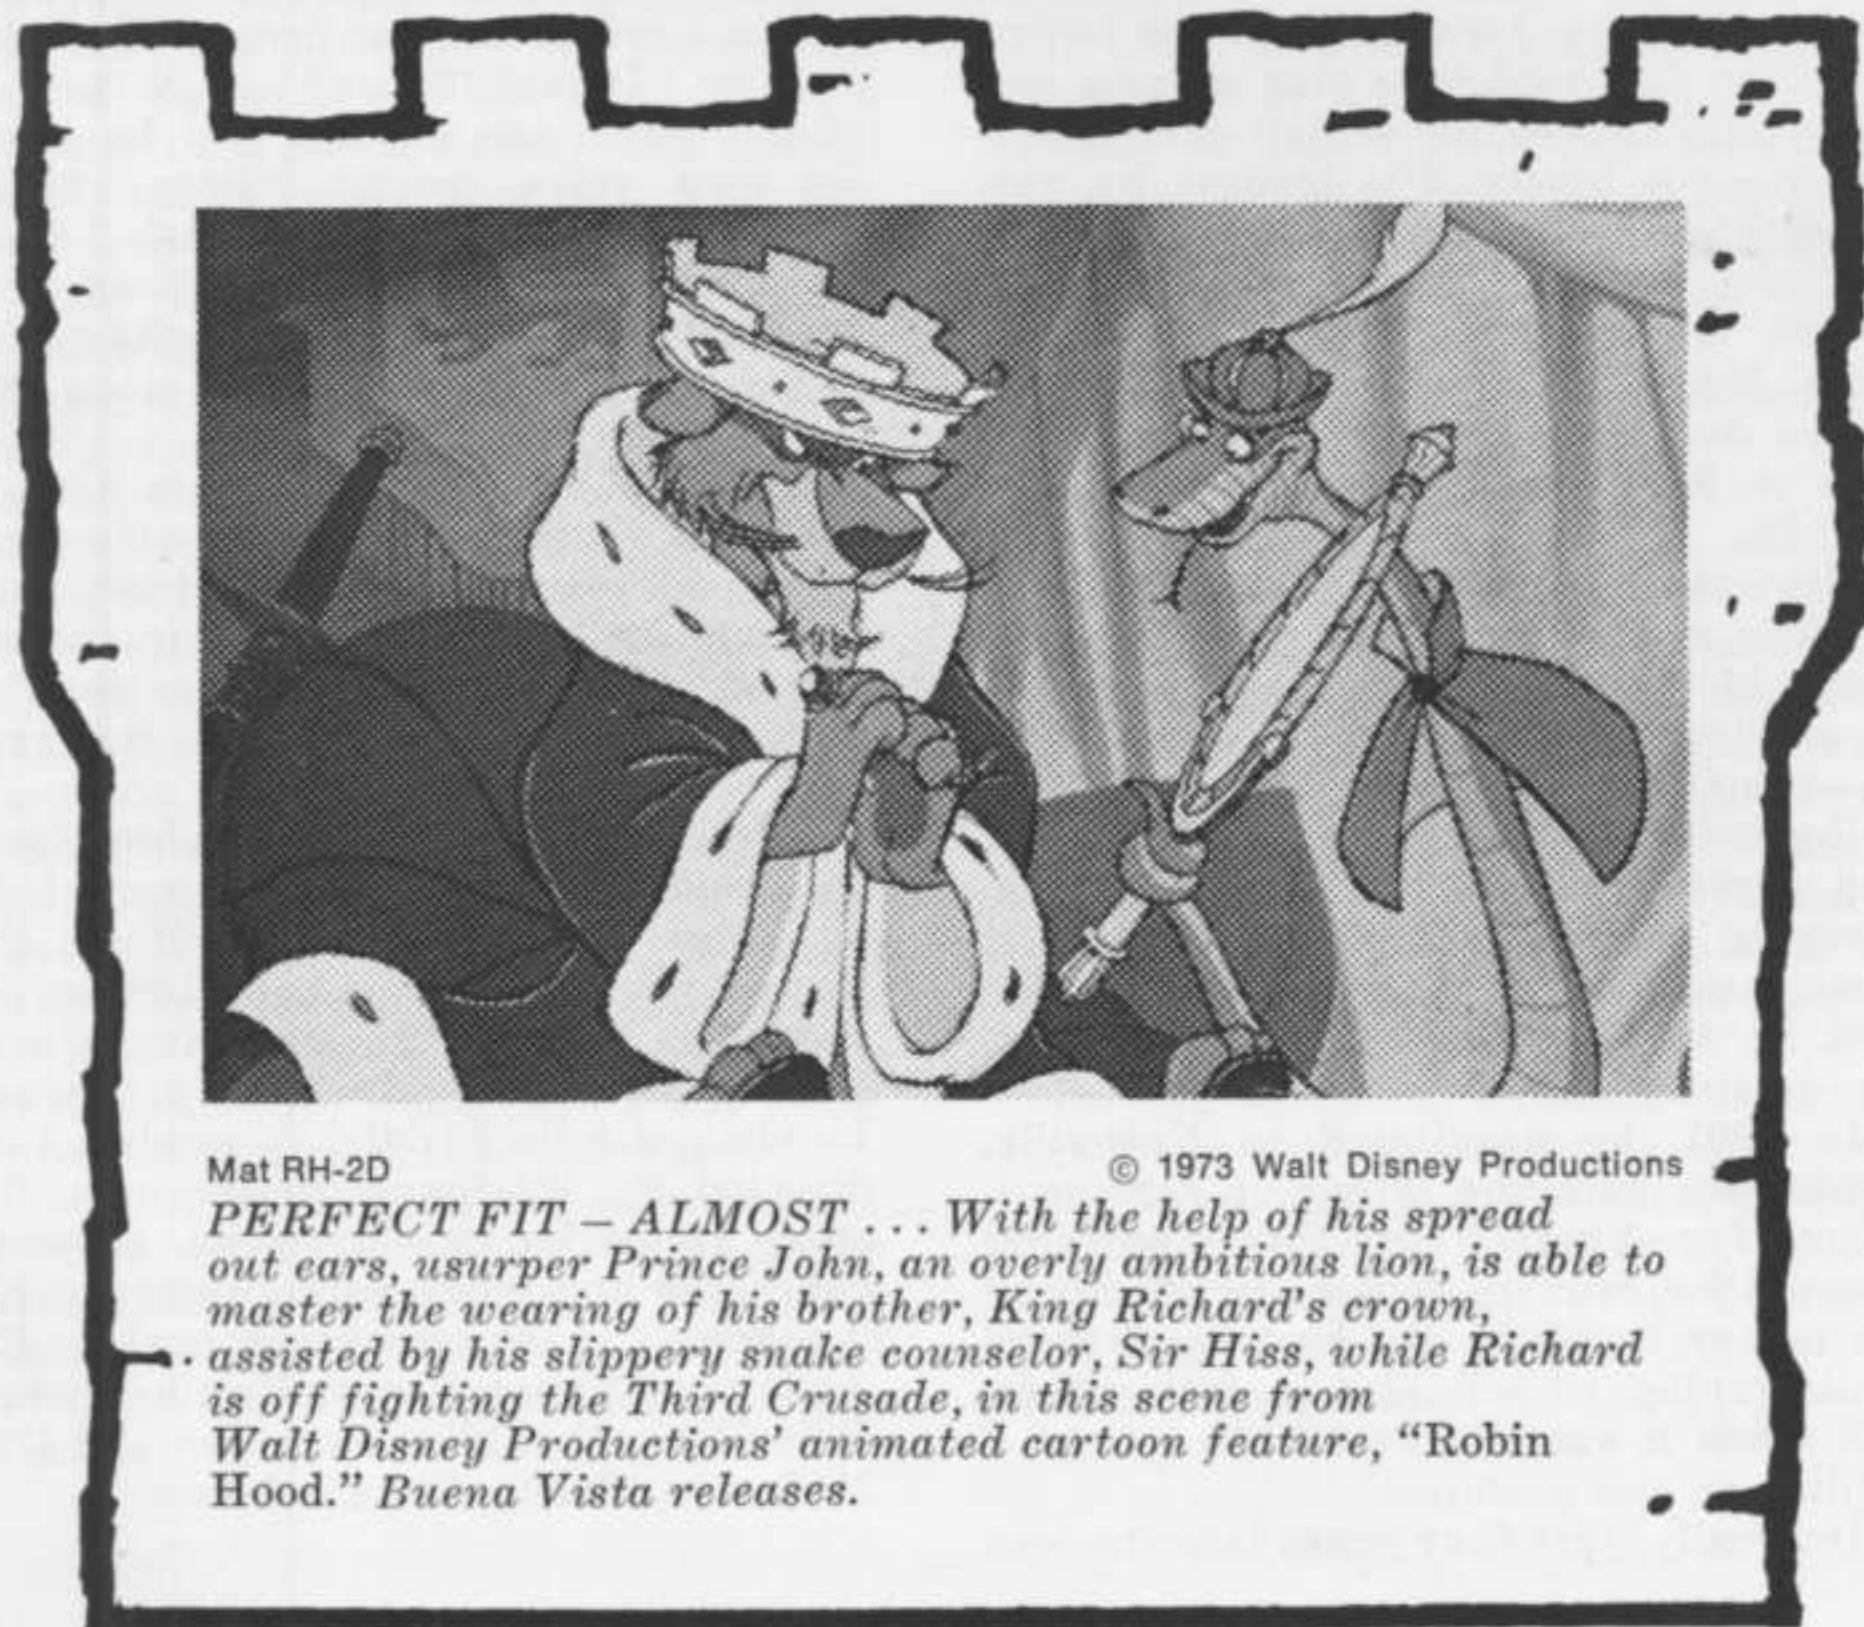 Mat RH-2D © 1973 Walt Disney Productions
PERFECT FIT – ALMOST . . . With the help of his spread
out ears, usurper Prince John, an overly ambitious lion, is able to
master the wearing of his brother, King Richard's crown,
assisted by his slippery snake counselor, Sir Hiss, while Richard
is off fighting the Third Crusade, in this scene from
Walt Disney Productions' animated cartoon feature, "Robin
Hood." Buena Vista releases.